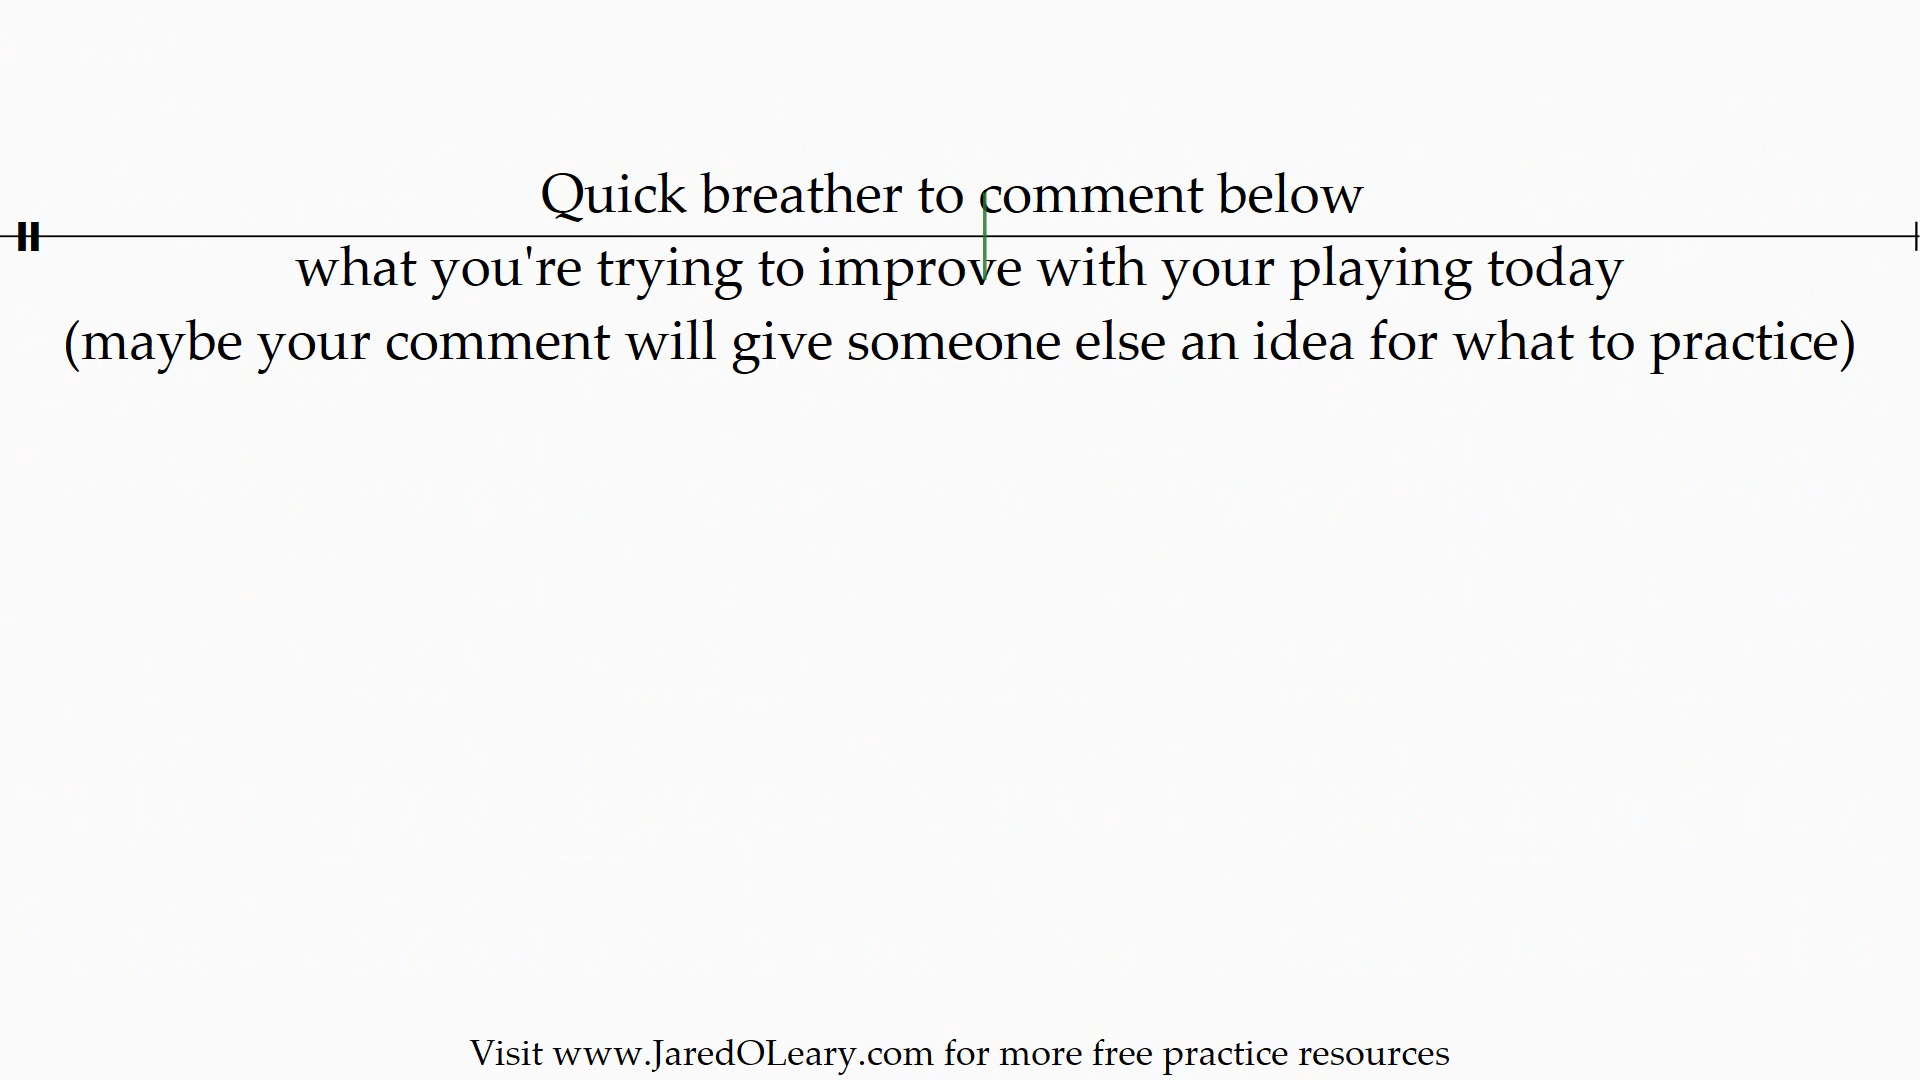 Quick breather to comment below
what you're trying to improve with your playing today
(maybe your comment will give someone else an idea for what to practice)
Visit www.JaredOLeary.com for more free practice resources